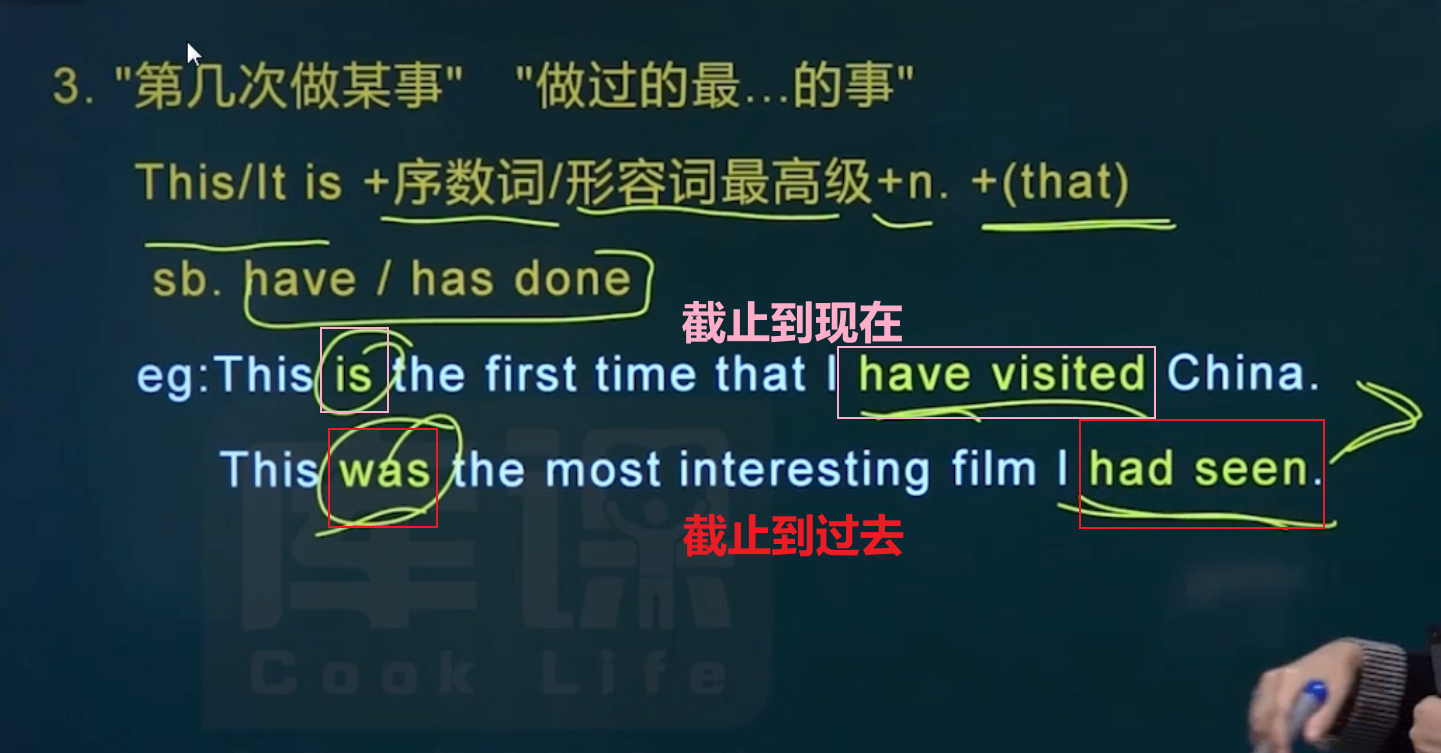 3. "第几次做某事" "做过的最…的事"
This/It is +序数词/形容词最高级+n. +(that)
sb. have / has done
截止到现在
eg:This is the first time that I have visited China.
This was the most interesting film I had seen.
截止到过去
库课
Cook Life